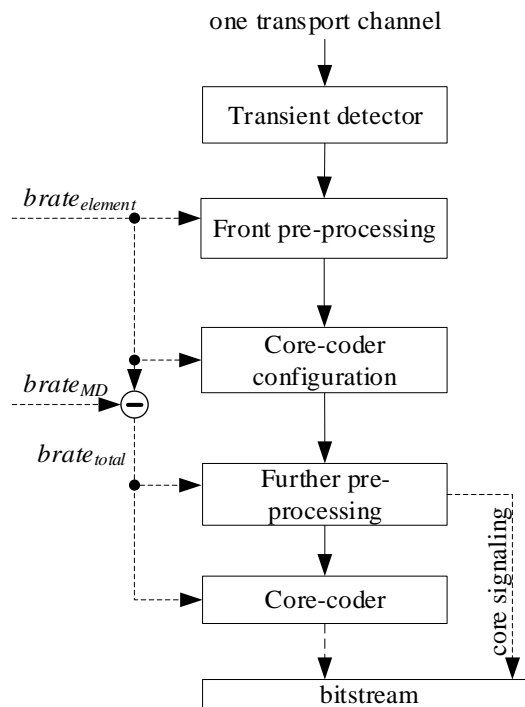 one transport channel
Transient detector
brate_element
Front pre-processing
Core-coder
configuration
brate_MD
brate_total
Further pre-
processing
core signaling
Core-coder
bitstream